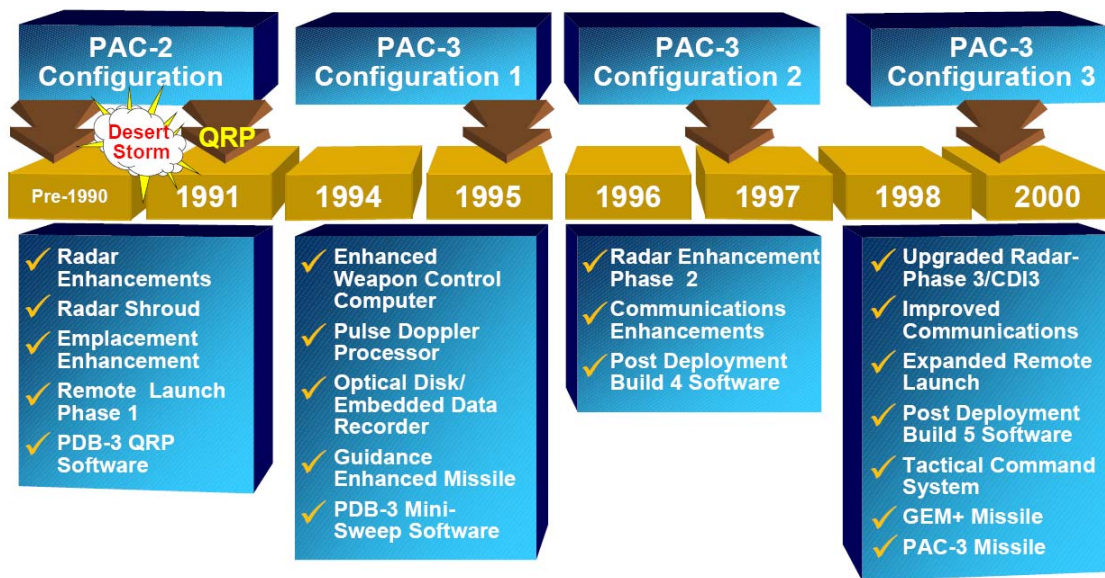 PAC-2
Configuration
PAC-3
Configuration 1
PAC-3
Configuration 2
PAC-3
Configuration 3
Desert
Storm
QRP
Pre-1990
1991
1994
1995
1996
1997
1998
2000
Radar
Enhancements
Radar Shroud
Emplacement
Enhancement
Remote Launch
Phase 1
PDB-3 QRP
Software
Enhanced
Weapon Control
Computer
Pulse Doppler
Processor
Optical Disk/
Embedded Data
Recorder
Guidance
Enhanced Missile
PDB-3 Mini-
Sweep Software
Radar Enhancement
Phase 2
Communications
Enhancements
Post Deployment
Build 4 Software
Upgraded Radar-
Phase 3/CDI3
Improved
Communications
Expanded Remote
Launch
Post Deployment
Build 5 Software
Tactical Command
System
GEM+ Missile
PAC-3 Missile